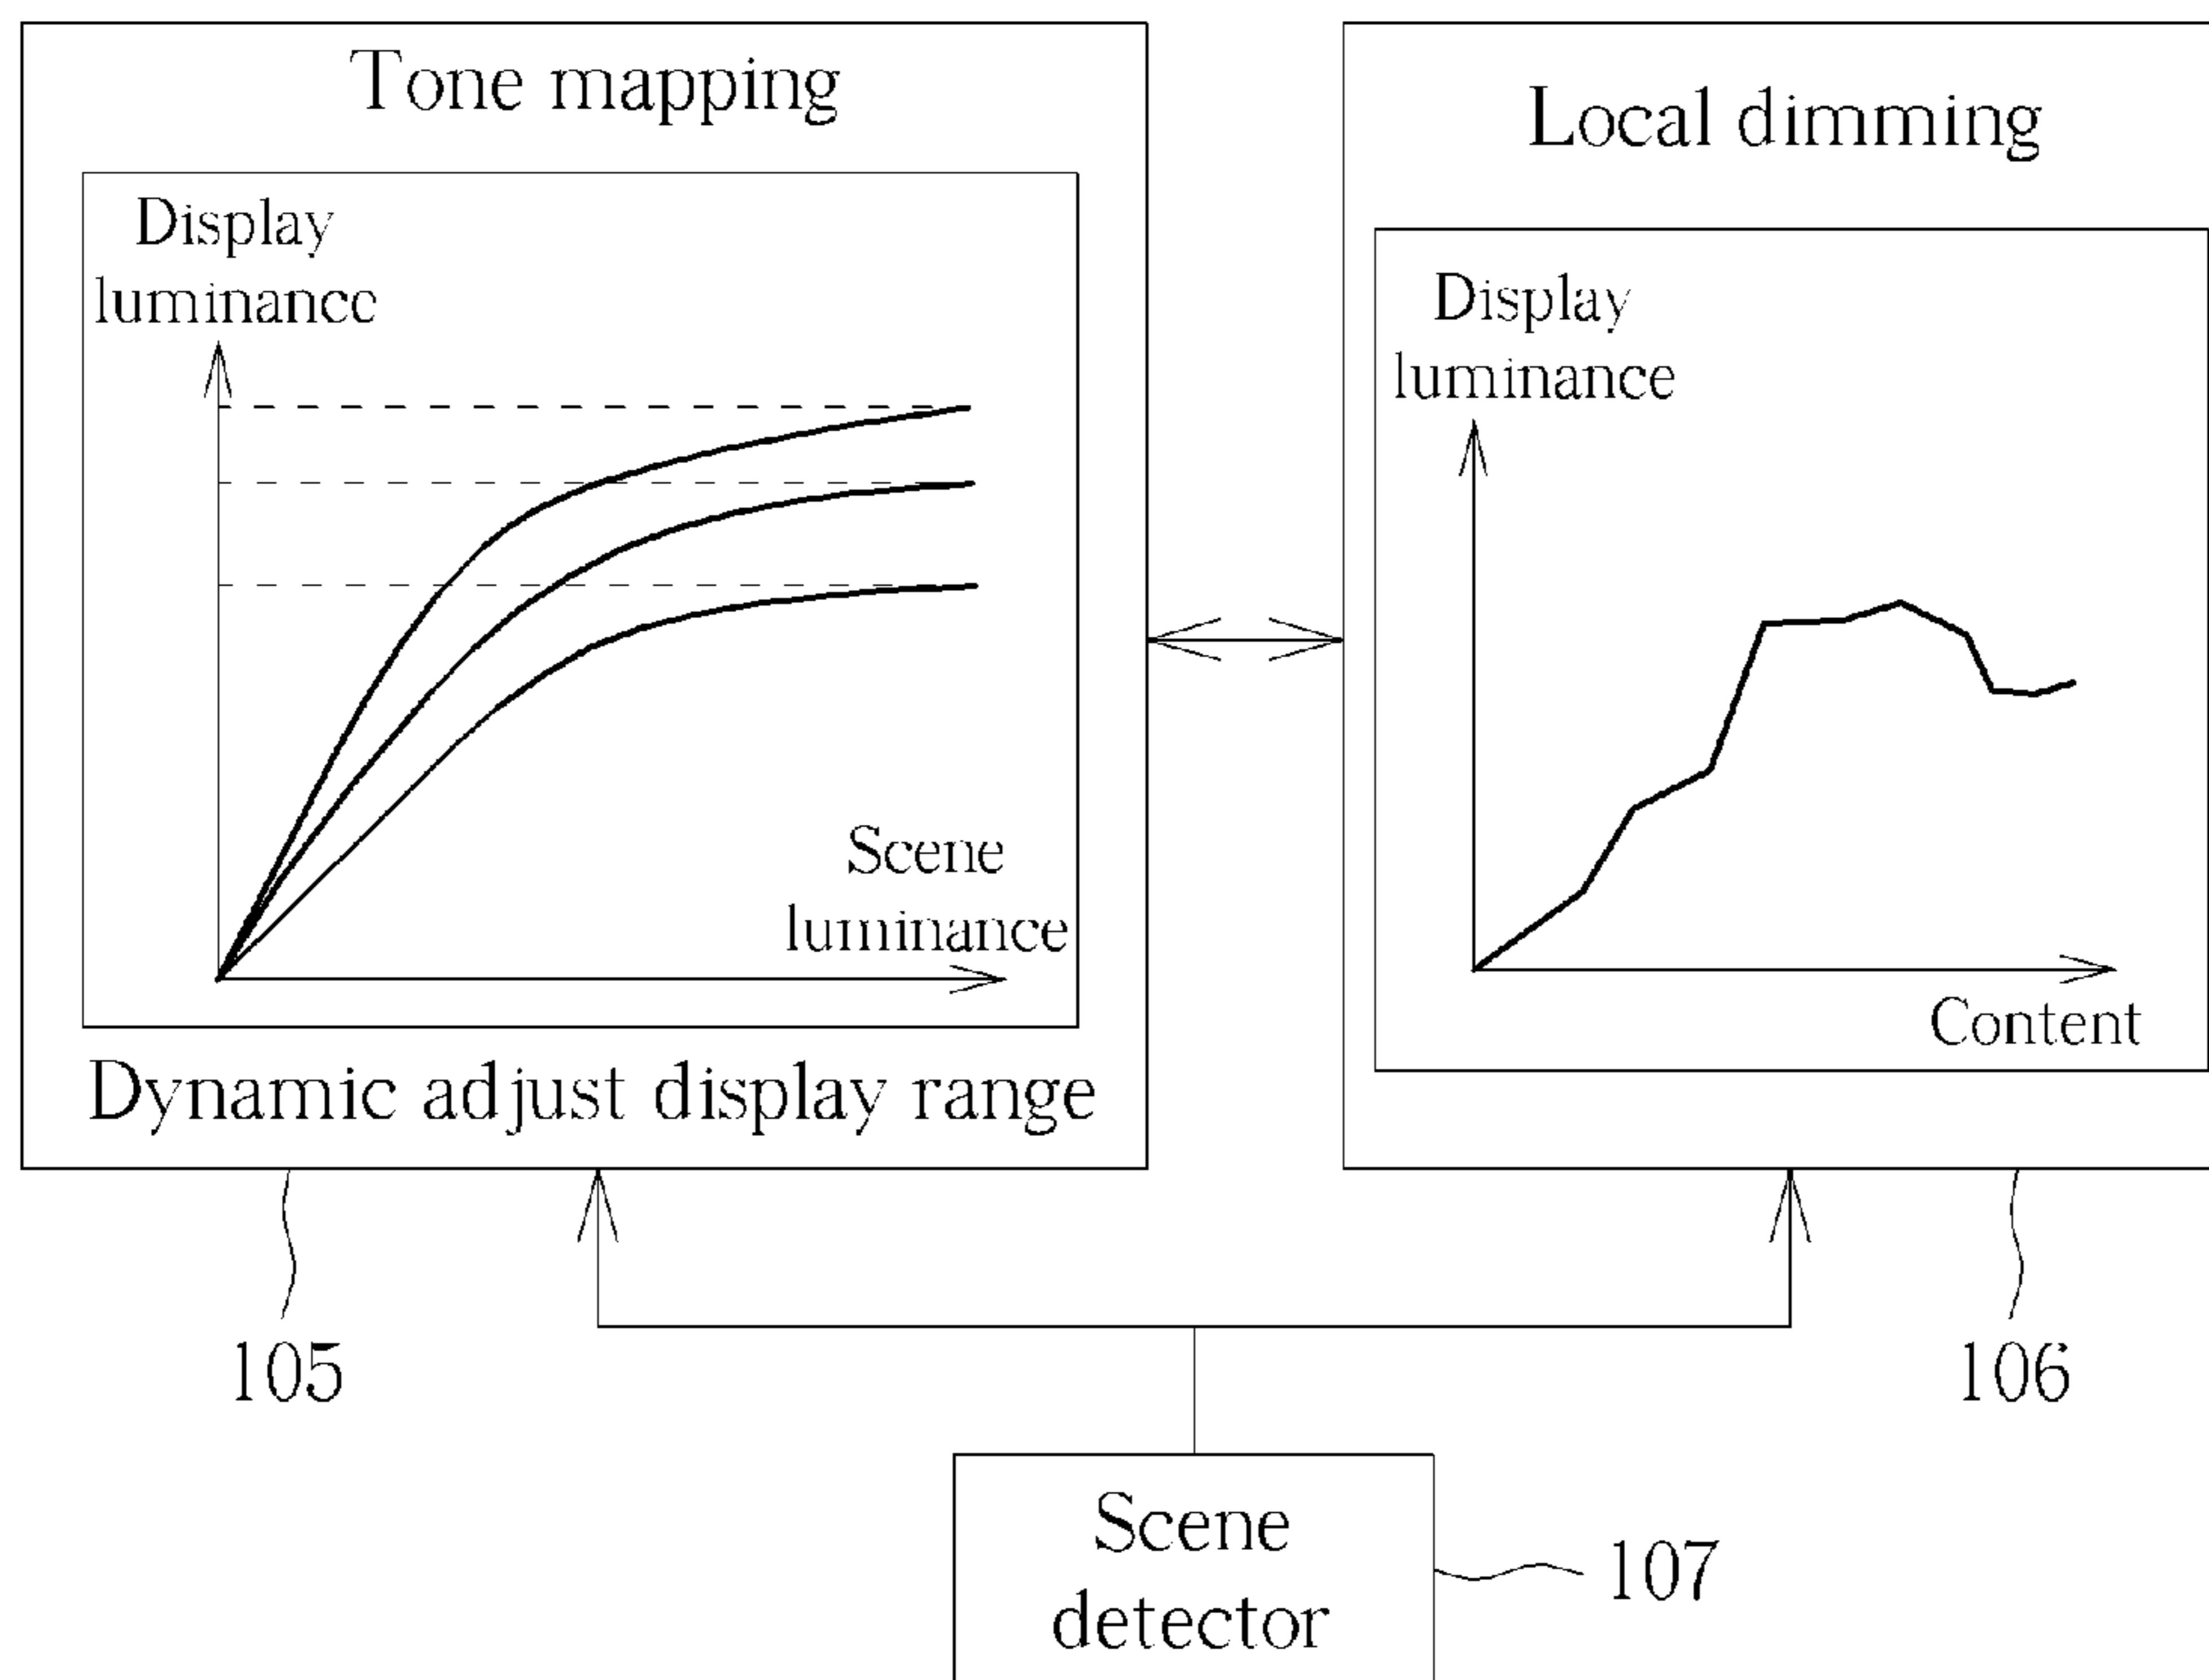 Tone mapping
Display
luminance
Scene
luminance
Dynamic adjust display range
Local dimming
Display
luminance
Content
105
106
Scene
detector
107